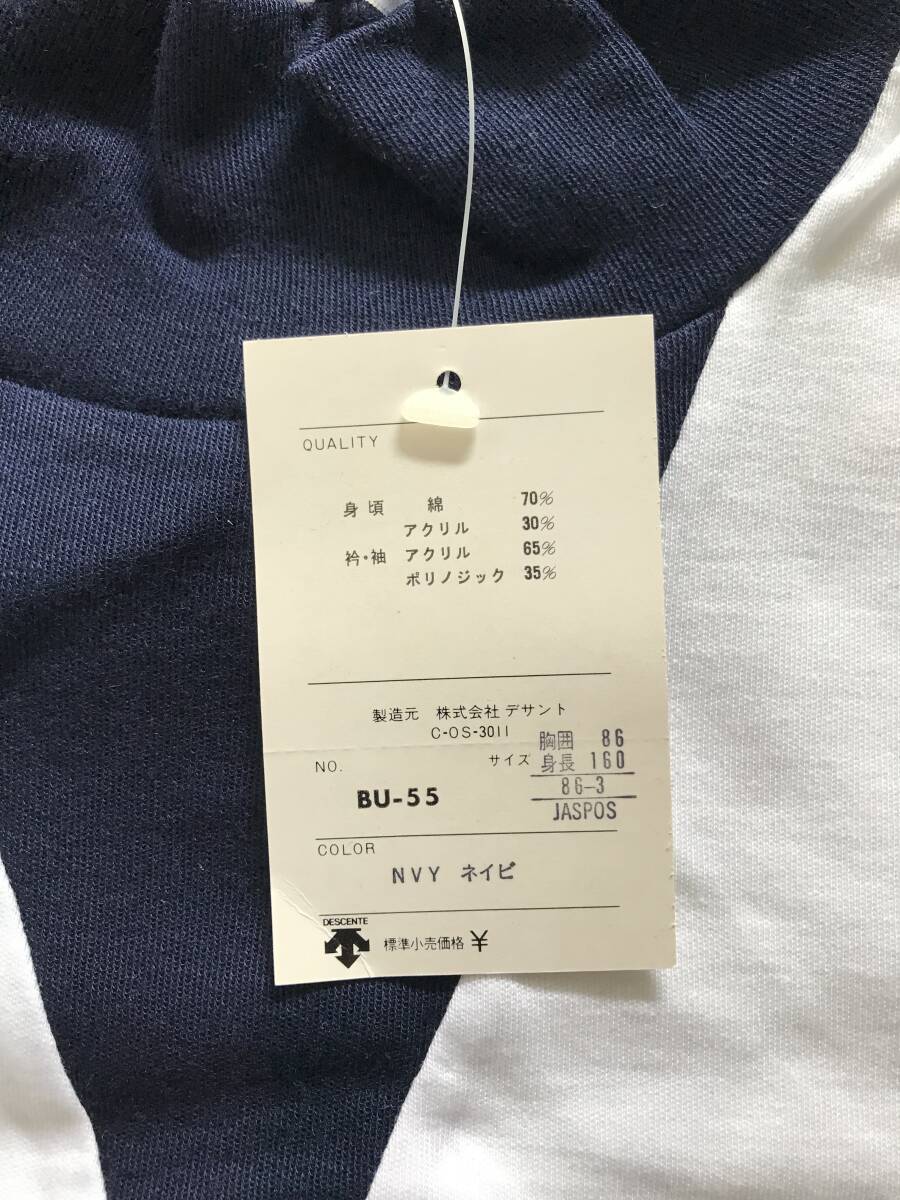 QUALITY
身頃 綿 70%
アクリル 30%
衿・袖 アクリル 65%
ポリノジック 35%
製造元 株式会社 デサント
C-OS-3011
NO. サイズ 胸囲 86
身長 160
BU-55 86-3
JASPOS
COLOR
NVY ネイビ
DESCENTE
標準小売価格 ¥